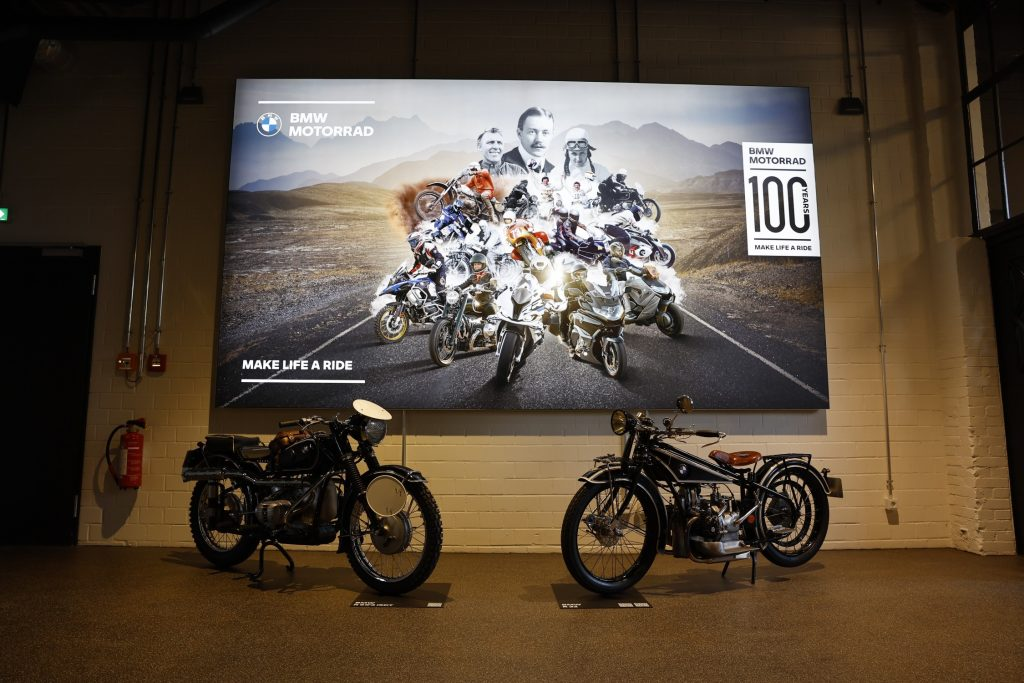 BMW
MOTORRAD
BMW
MOTORRAD
100
YEARS
MAKE LIFE A RIDE
MAKE LIFE A RIDE